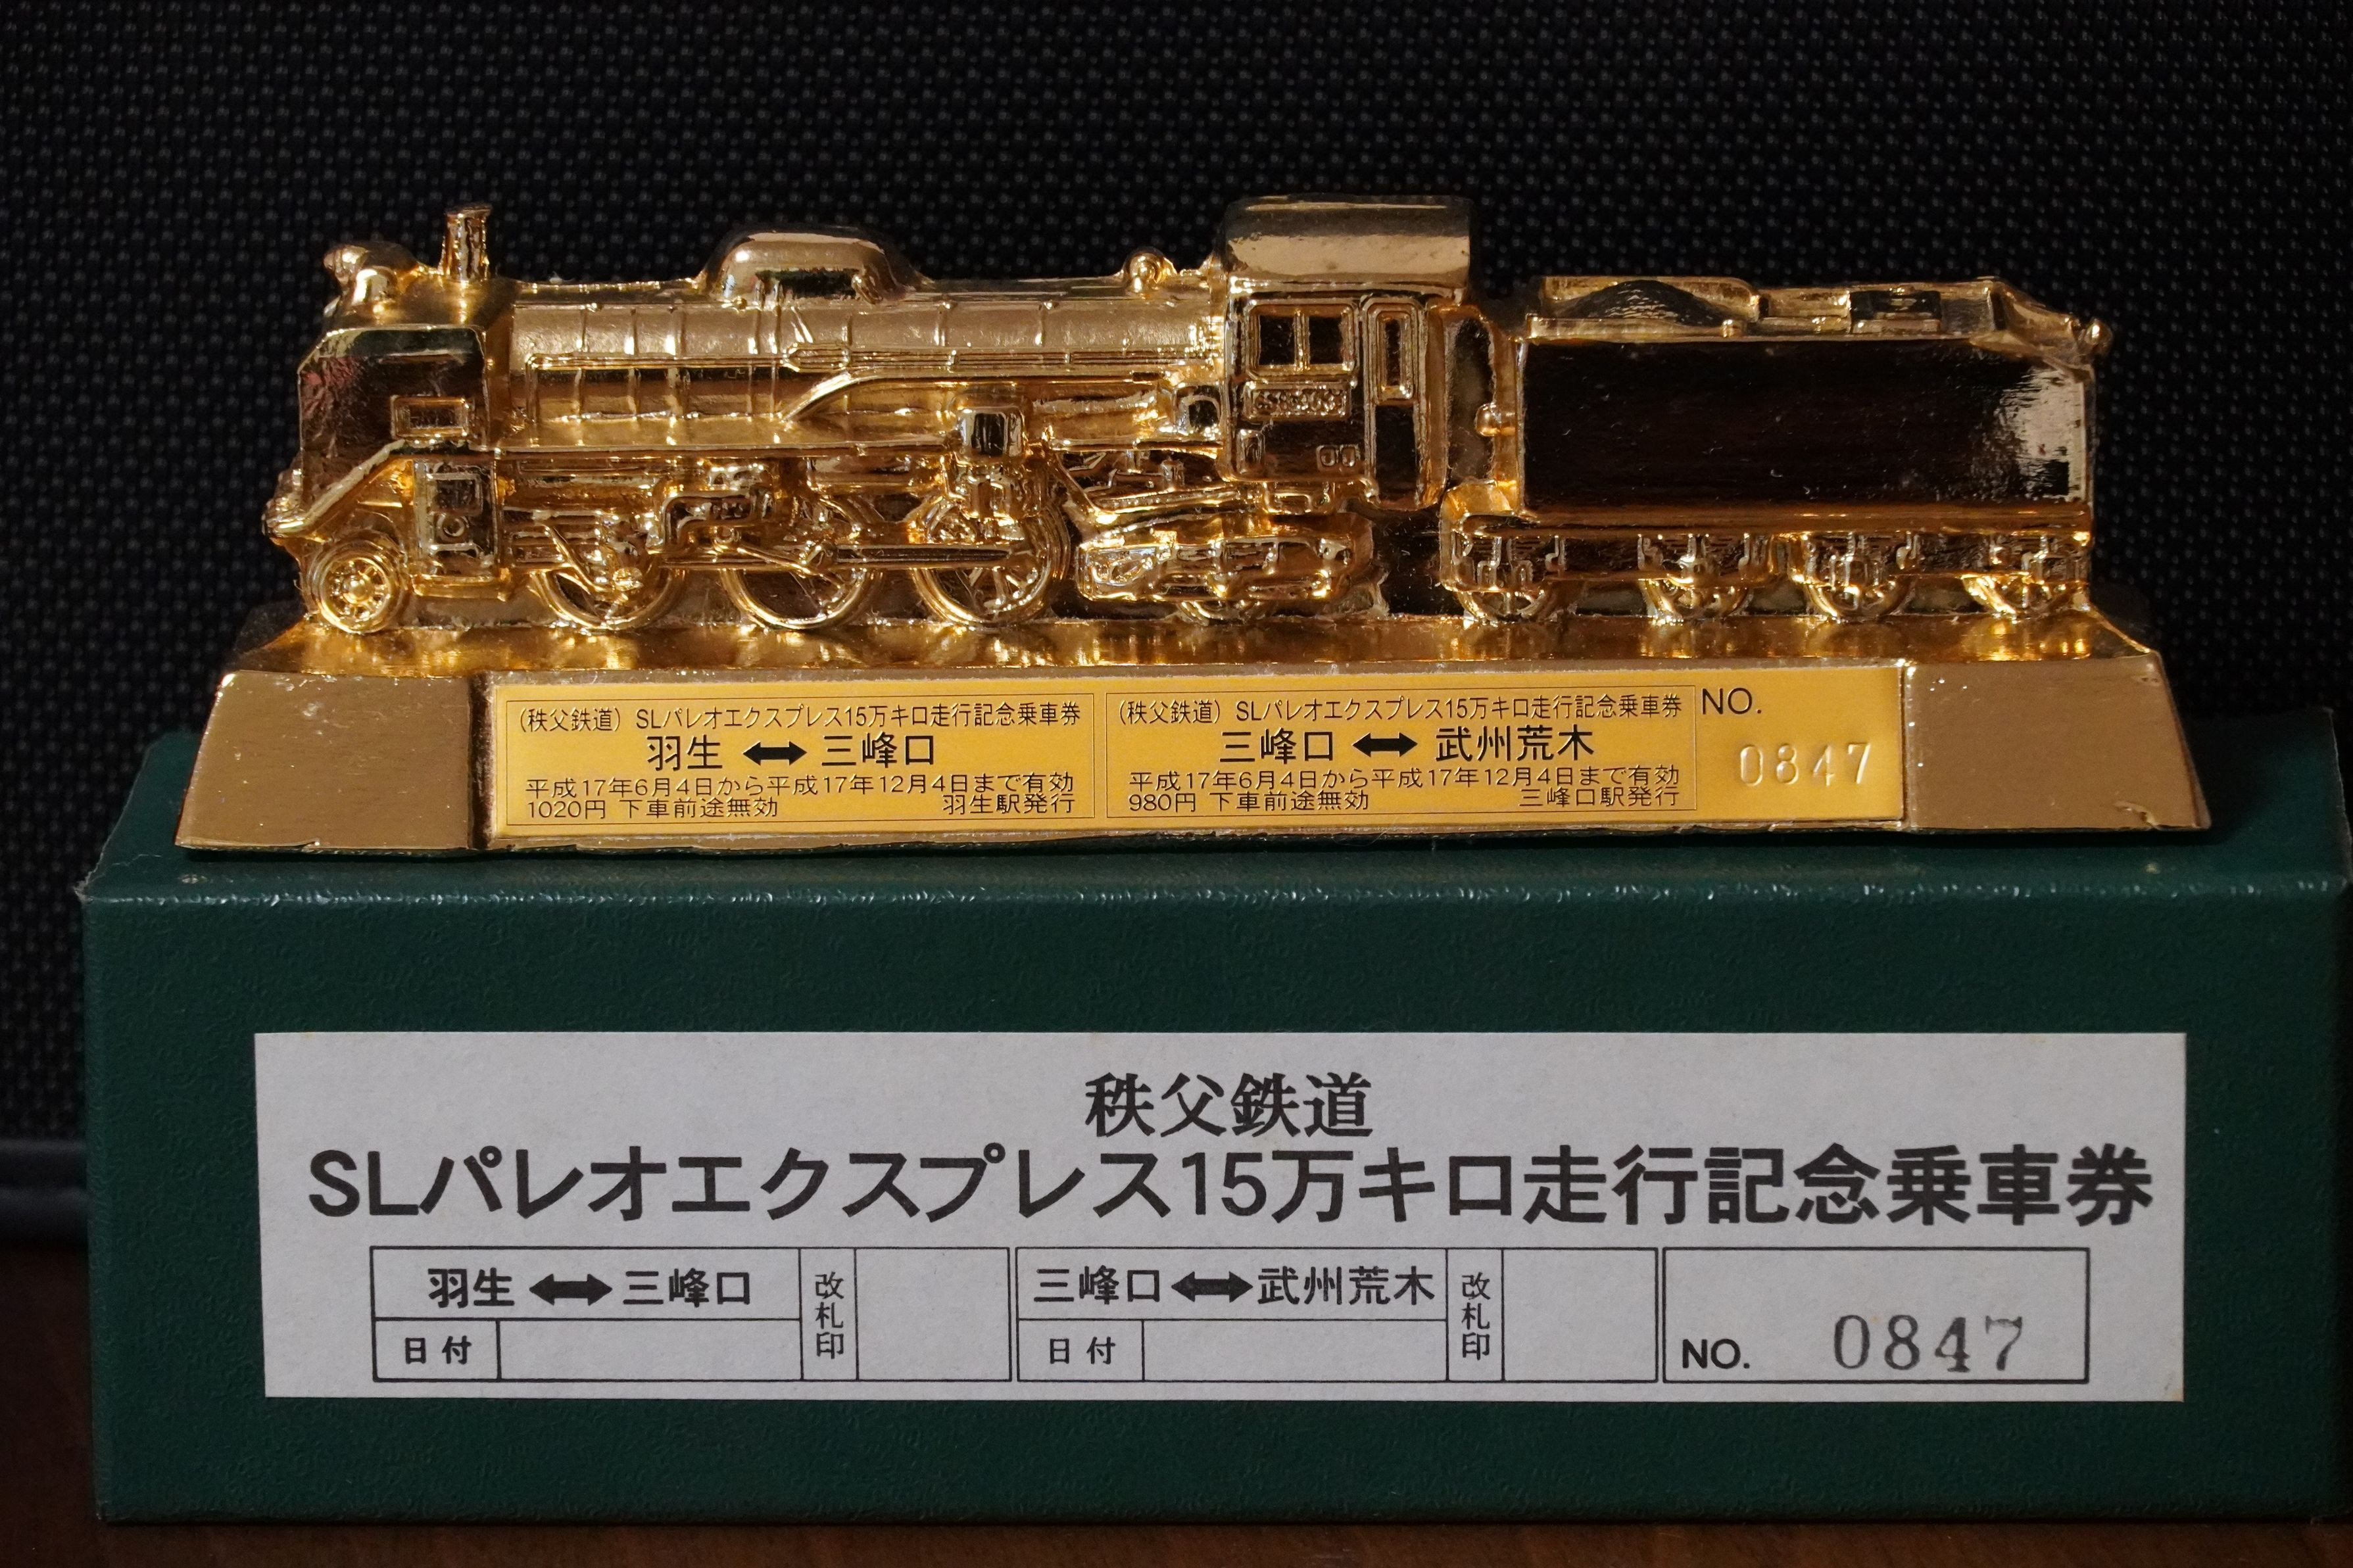 (秩父鉄道) SLパレオエクスプレス15万キロ走行記念乗車券
羽生 ⟷ 三峰口
平成17年6月4日から平成17年12月4日まで有効
1020円 下車前途無効 羽生駅発行
(秩父鉄道) SLパレオエクスプレス15万キロ走行記念乗車券
三峰口 ⟷ 武州荒木
平成17年6月4日から平成17年12月4日まで有効
980円 下車前途無効 三峰口駅発行
NO.
0847
秩父鉄道
SLパレオエクスプレス15万キロ走行記念乗車券
羽生 ⟷ 三峰口
日付
改札印
三峰口 ⟷ 武州荒木
日付
改札印
NO. 0847